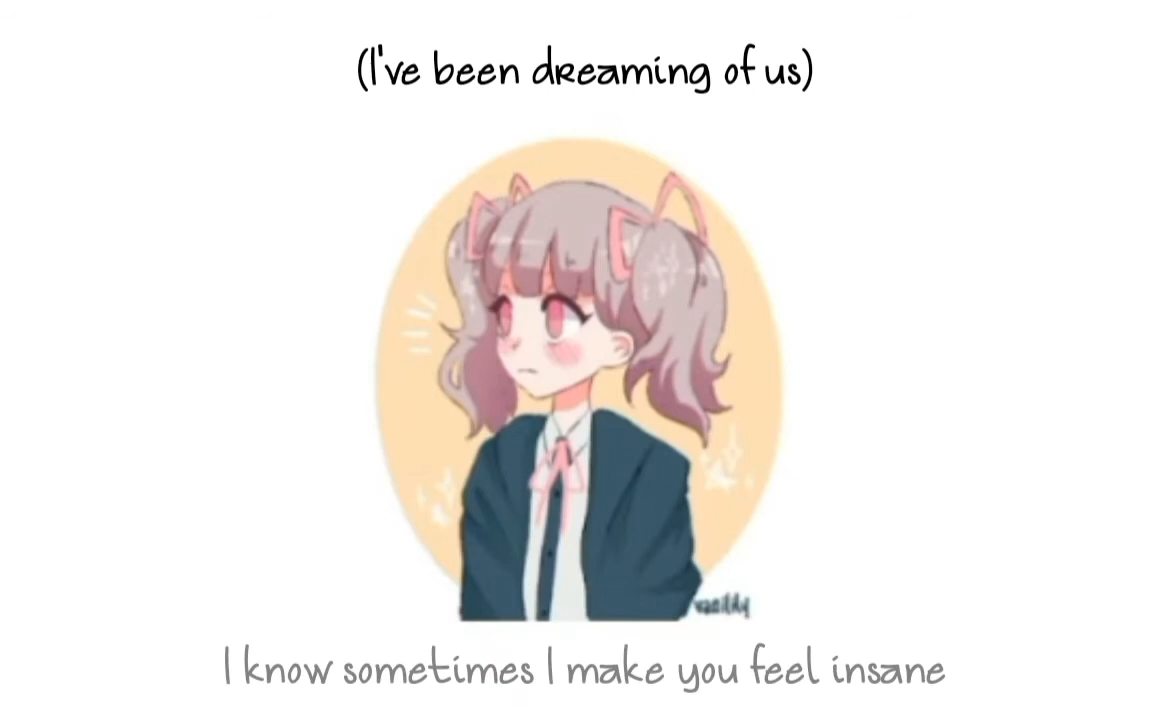 (I've been dreaming of us)
I know sometimes I make you feel insane